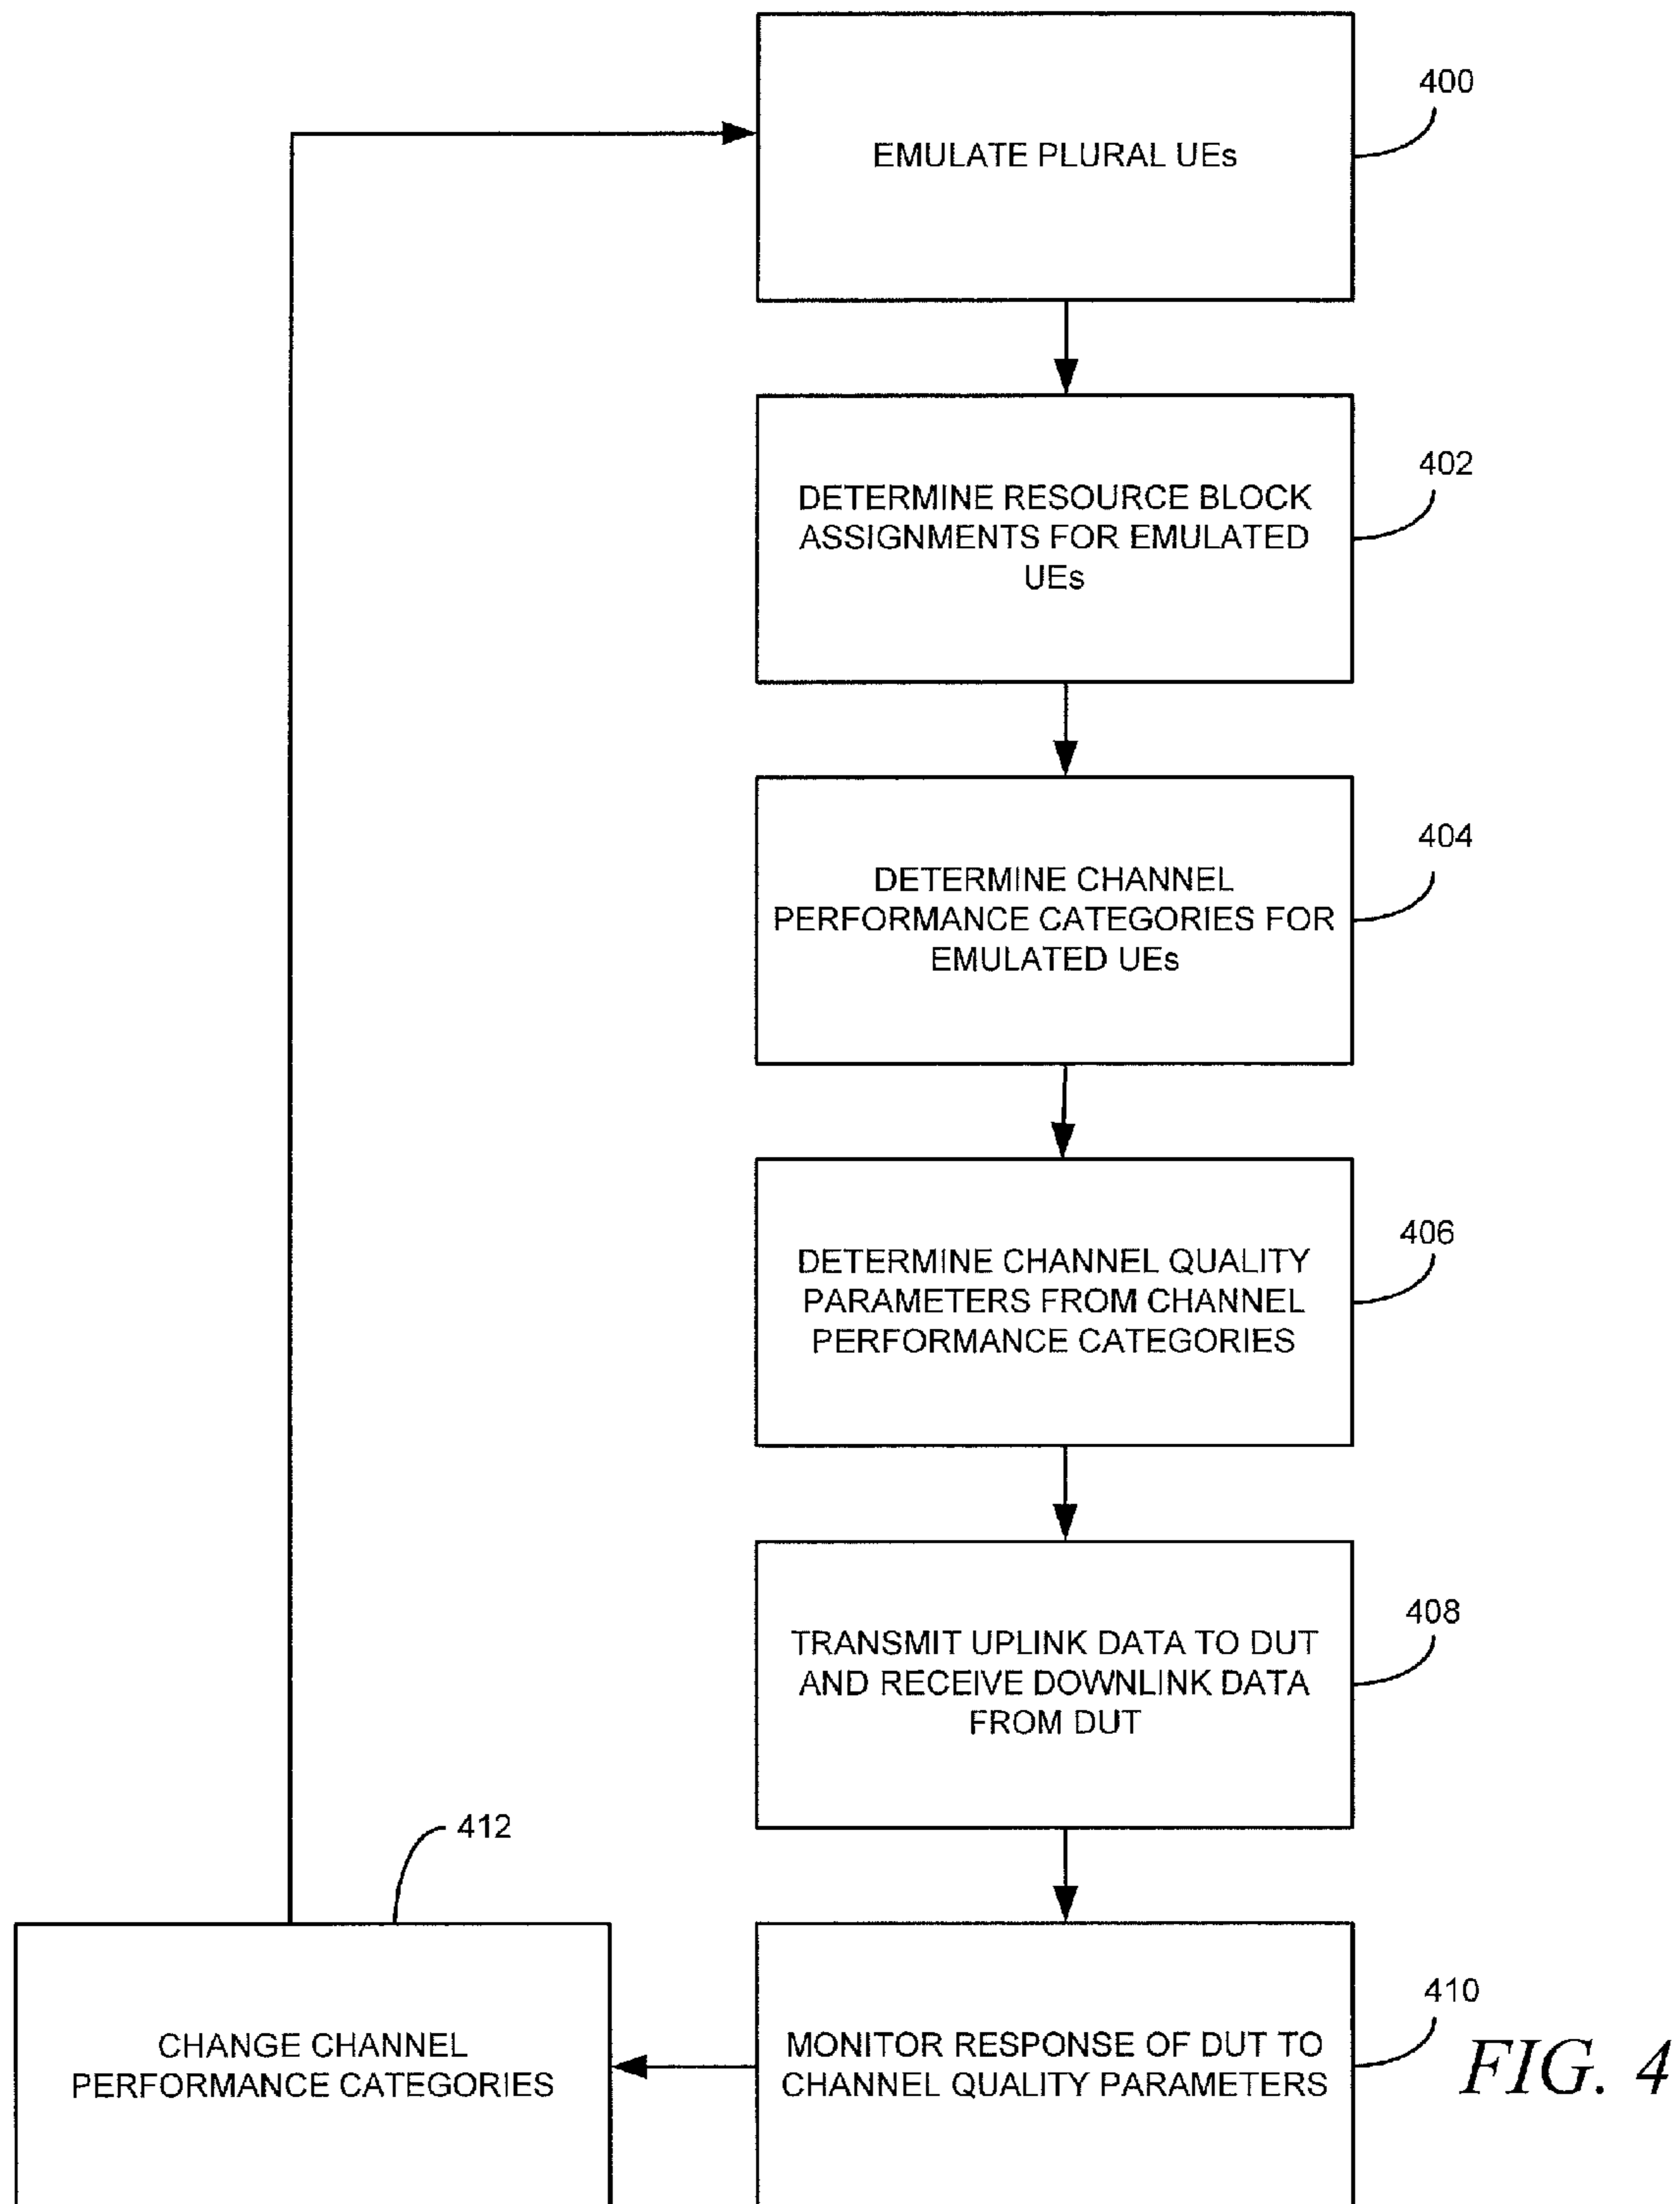 400
EMULATE PLURAL UEs
402
DETERMINE RESOURCE BLOCK
ASSIGNMENTS FOR EMULATED
UEs
404
DETERMINE CHANNEL
PERFORMANCE CATEGORIES FOR
EMULATED UEs
406
DETERMINE CHANNEL QUALITY
PARAMETERS FROM CHANNEL
PERFORMANCE CATEGORIES
408
TRANSMIT UPLINK DATA TO DUT
AND RECEIVE DOWNLINK DATA
FROM DUT
412
CHANGE CHANNEL
PERFORMANCE CATEGORIES
410
MONITOR RESPONSE OF DUT TO
CHANNEL QUALITY PARAMETERS
FIG. 4